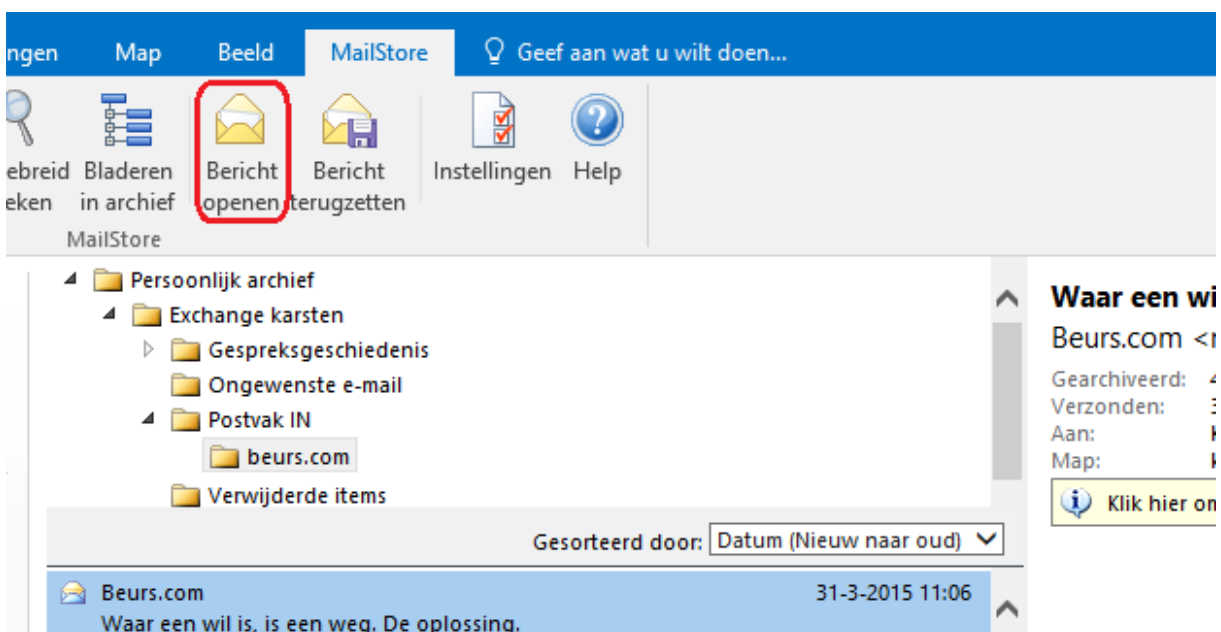 ngen Map Beeld MailStore Geef aan wat u wilt doen...
ebreid Bladeren Bericht Bericht Instellingen Help
eken in archief openen terugzetten
MailStore
Persoonlijk archief
Exchange karsten
Gespreksgeschiedenis
Ongewenste e-mail
Postvak IN
beurs.com
Verwijderde items
Gesorteerd door: Datum (Nieuw naar oud)
Beurs.com 31-3-2015 11:06
Waar een wil is, is een weg. De oplossing.
Waar een wi
Beurs.com <
Gearchiveerd: 4
Verzonden: 3
Aan:
Map:
Klik hier om